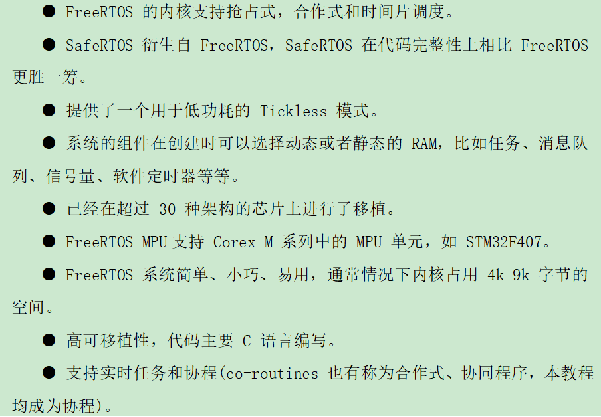 ● FreeRTOS 的内核支持抢占式，合作式和时间片调度。
● SafeRTOS 衍生自 FreeRTOS，SafeRTOS 在代码完整性上相比 FreeRTOS
更胜一筹。
● 提供了一个用于低功耗的 Tickless 模式。
● 系统的组件在创建时可以选择动态或者静态的 RAM，比如任务、消息队
列、信号量、软件定时器等等。
● 已经在超过 30 种架构的芯片上进行了移植。
● FreeRTOS MPU 支持 Corex M 系列中的 MPU 单元，如 STM32F407。
● FreeRTOS 系统简单、小巧、易用，通常情况下内核占用 4k 9k 字节的
空间。
● 高可移植性，代码主要 C 语言编写。
● 支持实时任务和协程(co-routines 也有称为合作式、协同程序，本教程
均成为协程)。